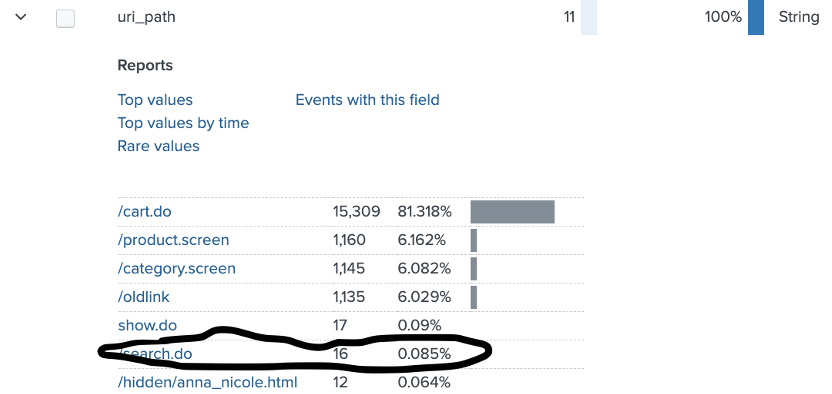 uri_path 11 100% String
Reports
Top values Events with this field
Top values by time
Rare values
/cart.do 15,309 81.318%
/product.screen 1,160 6.162%
/category.screen 1,145 6.082%
/oldlink 1,135 6.029%
show.do 17 0.09%
/search.do 16 0.085%
/hidden/anna_nicole.html 12 0.064%